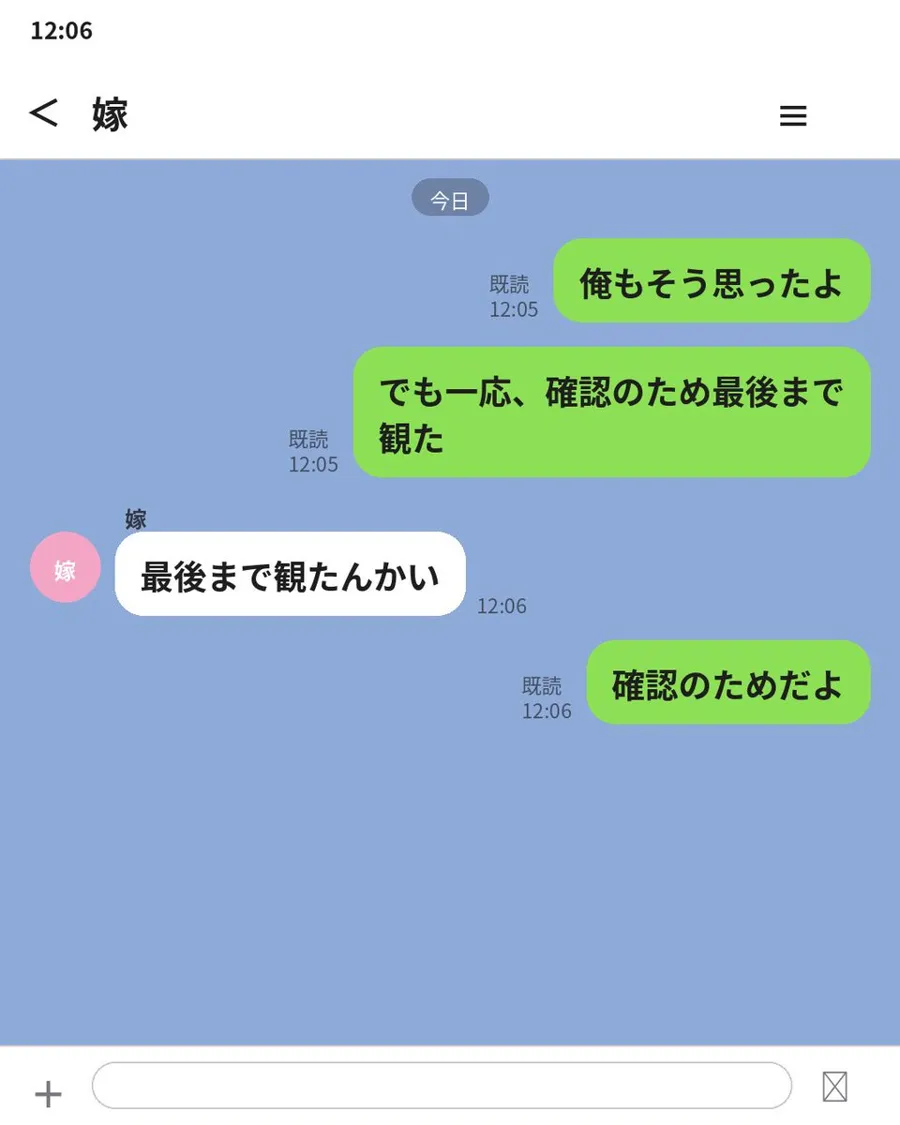 12:06
嫁
今日
俺もそう思ったよ
既読
12:05
でも一応、確認のため最後まで
観た
既読
12:05
嫁
嫁
最後まで観たんかい
12:06
確認のためだよ
既読
12:06